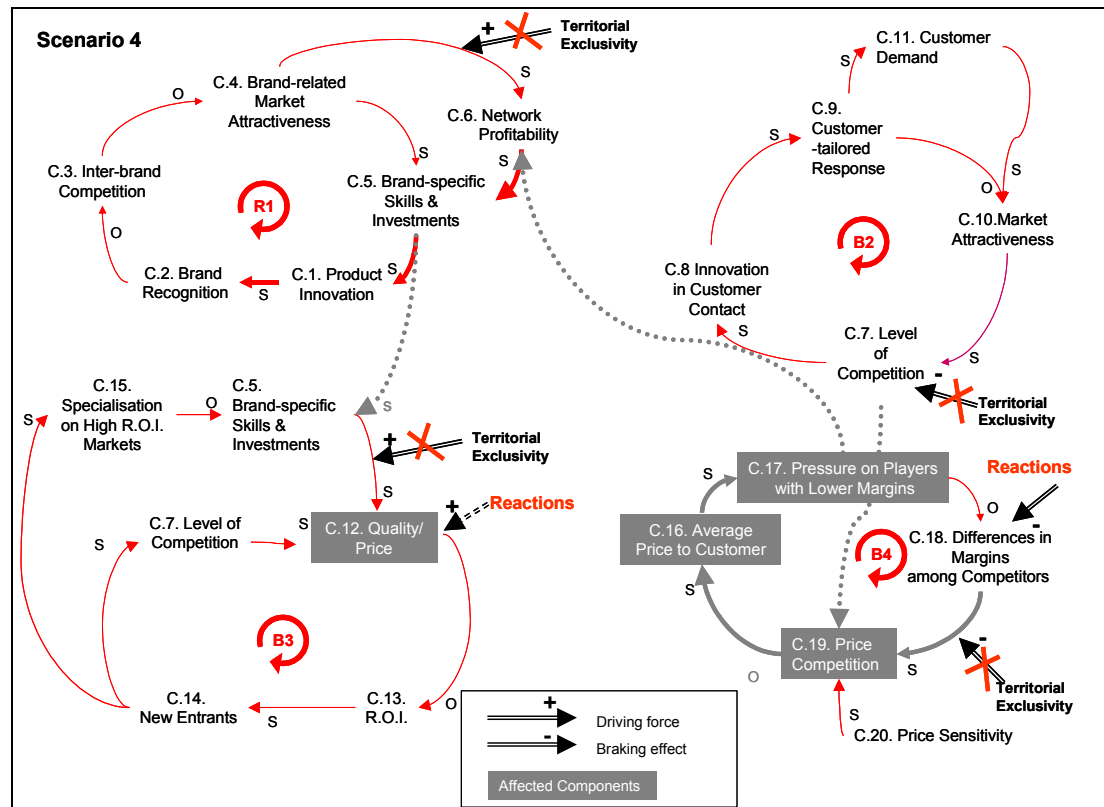 Scenario 4
+
Territorial
Exclusivity
S
C.4. Brand-related
Market
Attractiveness
O
C.6. Network
Profitability
S
S
C.3. Inter-brand
Competition
C.5. Brand-specific
Skills &
Investments
R1
O
S
C.2. Brand
Recognition
S
C.1. Product
Innovation
C.11. Customer
Demand
S
C.9.
Customer
-tailored
Response
S
S
O
C.10.Market
Attractiveness
B2
C.8 Innovation
in Customer
Contact
S
C.7. Level
of
Competition
S
-
Territorial
Exclusivity
C.15.
Specialisation
on High R.O.I.
Markets
S
O
C.5.
Brand-specific
Skills &
Investments
S
+
Territorial
Exclusivity
S
C.7. Level of
Competition
S
S
C.12. Quality/
Price
+
Reactions
B3
C.14.
New Entrants
S
C.13.
R.O.I.
O
C.17. Pressure on Players
with Lower Margins
S
Reactions
O
-
C.16. Average
Price to Customer
B4
C.18. Differences in
Margins
among Competitors
S
C.19. Price
Competition
S
-
O
Territorial
Exclusivity
S
C.20. Price Sensitivity
+
Driving force
-
Braking effect
Affected Components